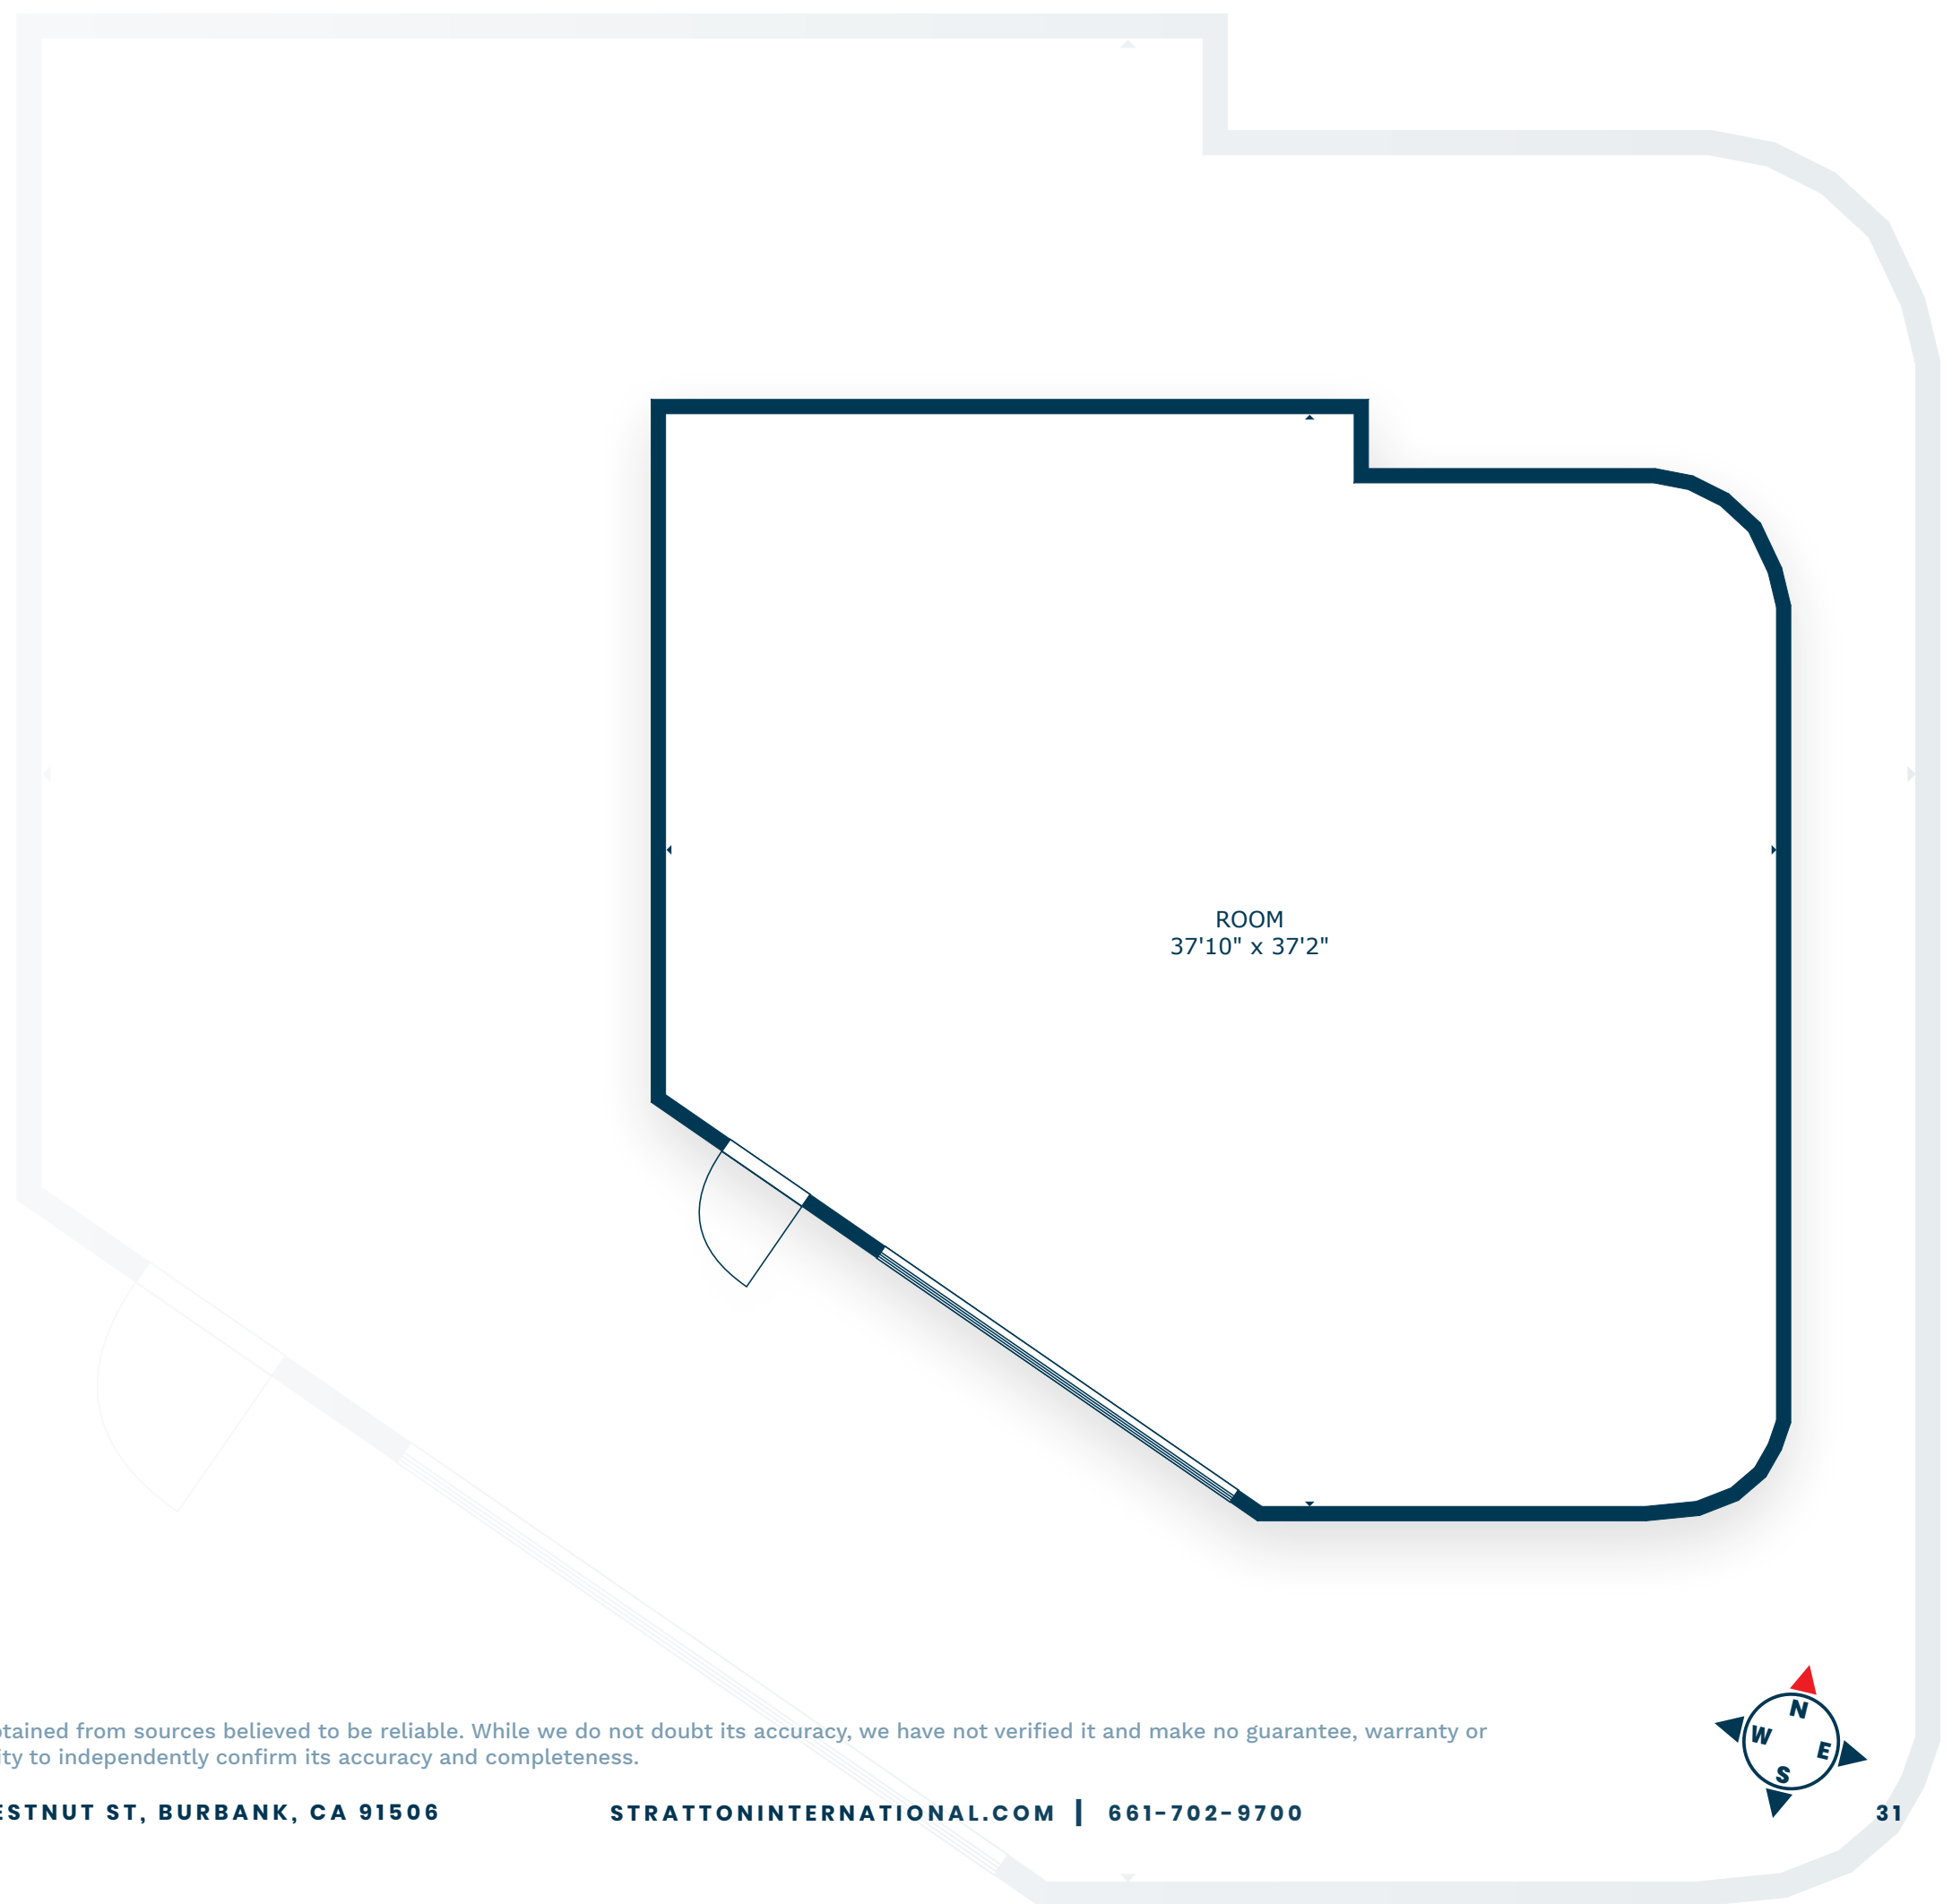 ROOM
37'10" x 37'2"
N
W
E
S
tained from sources believed to be reliable. While we do not doubt its accuracy, we have not verified it and make no guarantee, warranty or
ity to independently confirm its accuracy and completeness.
ESTNUT ST, BURBANK, CA 91506
STRATTONINTERNATIONAL.COM | 661-702-9700
31